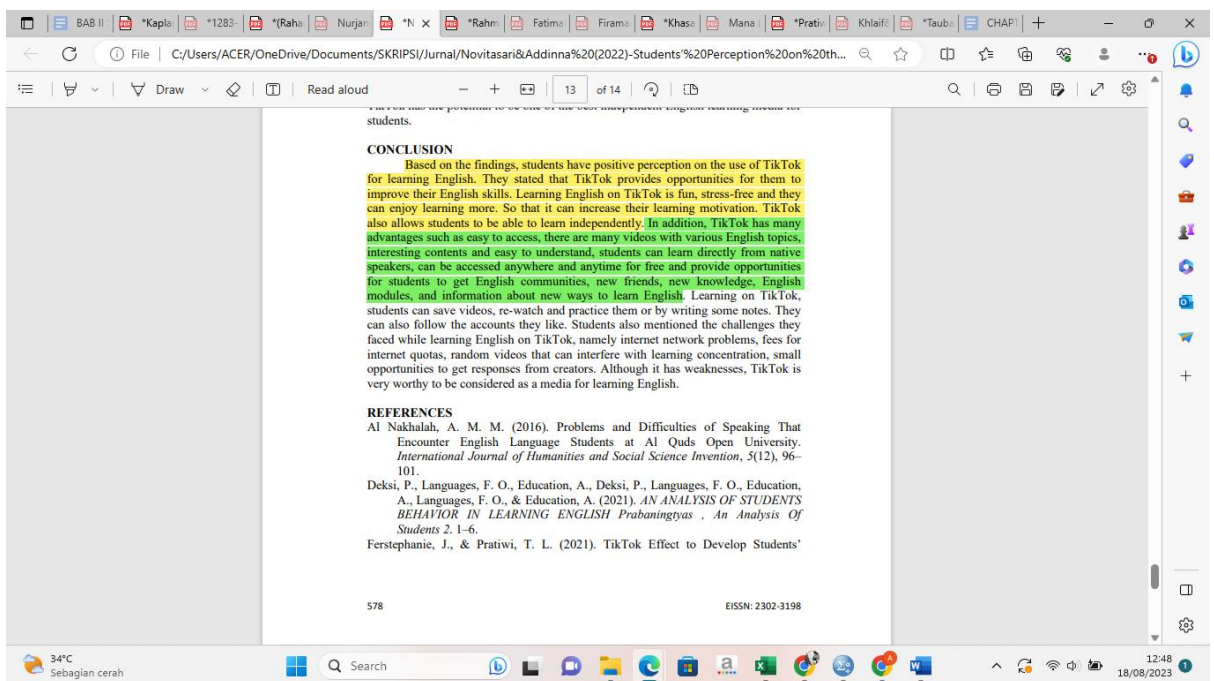 BAB II
*Kapla
*1283-
*(Raha
Nurjan
*N
*Rahm
Fatima
Firama
*Khasa
Mana
*Prativ
Khlaif
*Tauba
CHAPT
File
C:/Users/ACER/OneDrive/Documents/SKRIPSI/Jurnal/Novitasari&Addinna%20(2022)-Students'%20Perception%20on%20th...
Draw
Read aloud
13
of 14
TikTok has the potential to be one of the best independent English learning media for
students.
CONCLUSION
Based on the findings, students have positive perception on the use of TikTok
for learning English. They stated that TikTok provides opportunities for them to
improve their English skills. Learning English on TikTok is fun, stress-free and they
can enjoy learning more. So that it can increase their learning motivation. TikTok
also allows students to be able to learn independently. In addition, TikTok has many
advantages such as easy to access, there are many videos with various English topics,
interesting contents and easy to understand, students can learn directly from native
speakers, can be accessed anywhere and anytime for free and provide opportunities
for students to get English communities, new friends, new knowledge, English
modules, and information about new ways to learn English. Learning on TikTok,
students can save videos, re-watch and practice them or by writing some notes. They
can also follow the accounts they like. Students also mentioned the challenges they
faced while learning English on TikTok, namely internet network problems, fees for
internet quotas, random videos that can interfere with learning concentration, small
opportunities to get responses from creators. Although it has weaknesses, TikTok is
very worthy to be considered as a media for learning English.
REFERENCES
Al Nakhalah, A. M. M. (2016). Problems and Difficulties of Speaking That
Encounter English Language Students at Al Quds Open University.
International Journal of Humanities and Social Science Invention, 5(12), 96–
101.
Deksi, P., Languages, F. O., Education, A., Deksi, P., Languages, F. O., Education,
A., Languages, F. O., & Education, A. (2021). AN ANALYSIS OF STUDENTS
BEHAVIOR IN LEARNING ENGLISH Prabaningtyas , An Analysis Of
Students 2. 1–6.
Ferstephanie, J., & Pratiwi, T. L. (2021). TikTok Effect to Develop Students'
578
EISSN: 2302-3198
34°C
Sebagian cerah
Search
12:48
18/08/2023